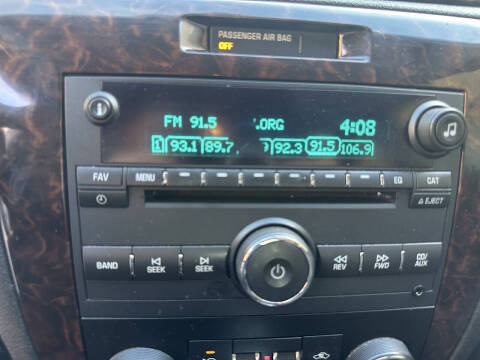 PASSENGER AIR BAG
OFF
FM 91.5 .ORG 4:08
1 93.1 89.7 92.3 91.5 106.9
FAV MENU EQ CAT
EJECT
BAND SEEK SEEK REV FWD CD/
AUX